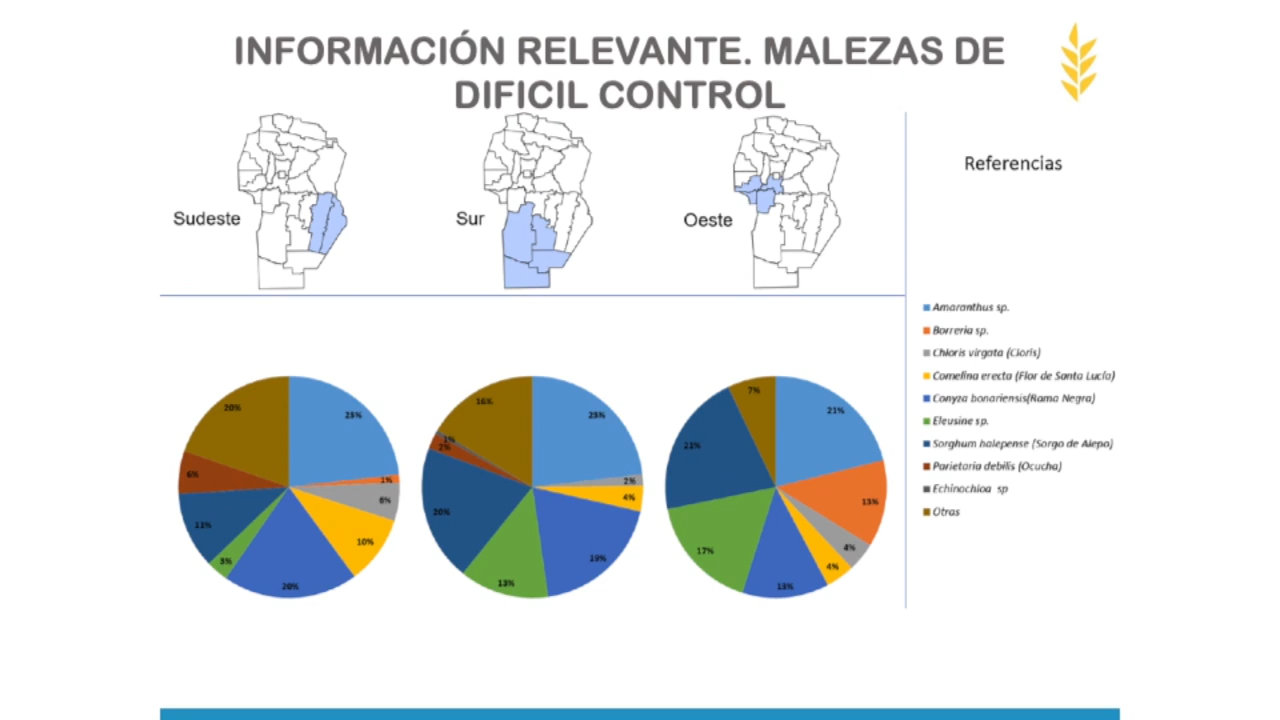 INFORMACIÓN RELEVANTE. MALEZAS DE
DIFICIL CONTROL
Sudeste
Sur
Oeste
Referencias
Amaranthus sp.
Borreria sp.
Chloris virgata (Cloris)
Comelina erecta (Flor de Santa Lucía)
Conyza bonariensis(Rama Negra)
Eleusine sp.
Sorghum halepense (Sorgo de Alepo)
Parietaria debilis (Ocucha)
Echinochloa sp
Otras
23%
1%
6%
10%
20%
3%
11%
6%
20%
23%
2%
4%
19%
13%
20%
2%
1%
16%
21%
13%
4%
4%
13%
17%
21%
7%